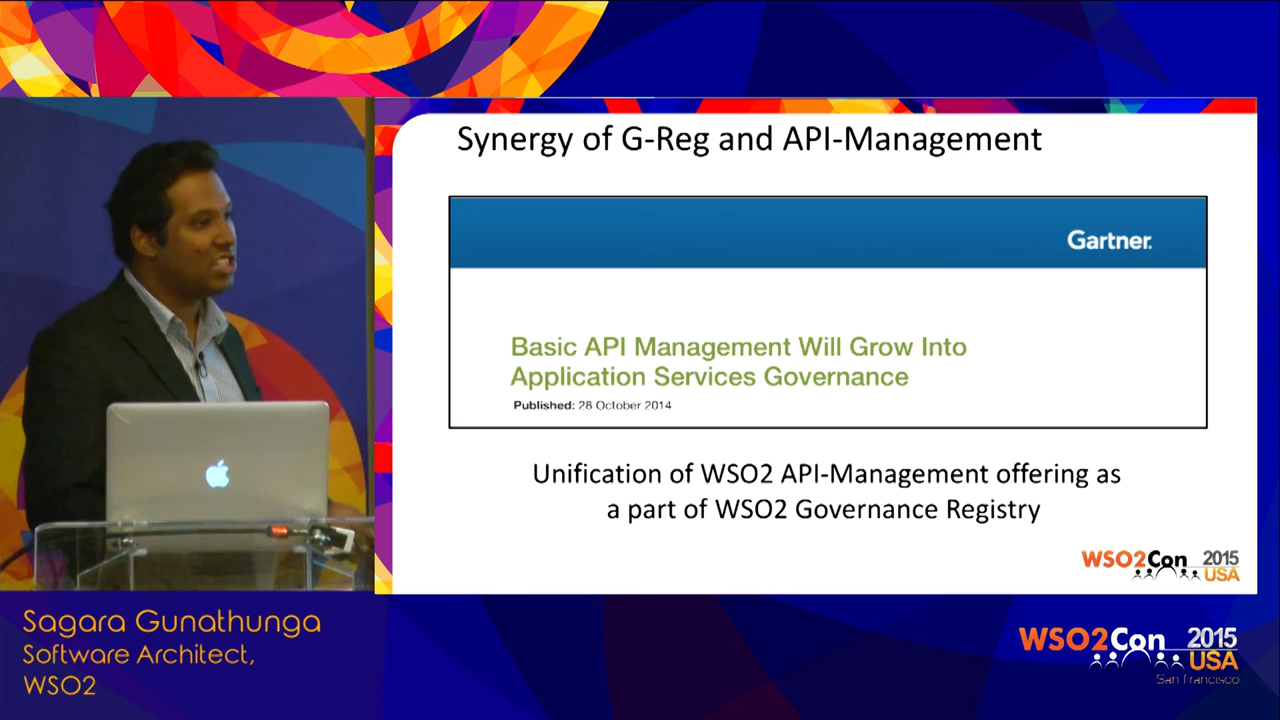 Synergy of G-Reg and API-Management
Gartner.
Basic API Management Will Grow Into
Application Services Governance
Published: 28 October 2014
Unification of WSO2 API-Management offering as
a part of WSO2 Governance Registry
WSO2Con 2015
USA
Sagara Gunathunga
Software Architect,
WSO2
WSO2Con 2015
USA
San Francisco